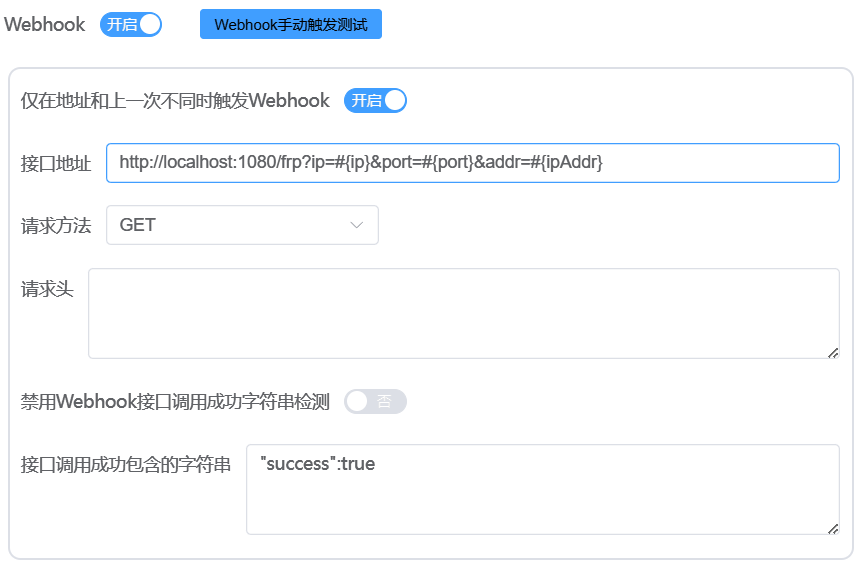 Webhook 开启 Webhook手动触发测试
仅在地址和上一次不同时触发Webhook 开启
接口地址 http://localhost:1080/frp?ip=#{ip}&port=#{port}&addr=#{ipAddr}
请求方法 GET
请求头
禁用Webhook接口调用成功字符串检测 否
接口调用成功包含的字符串 "success":true